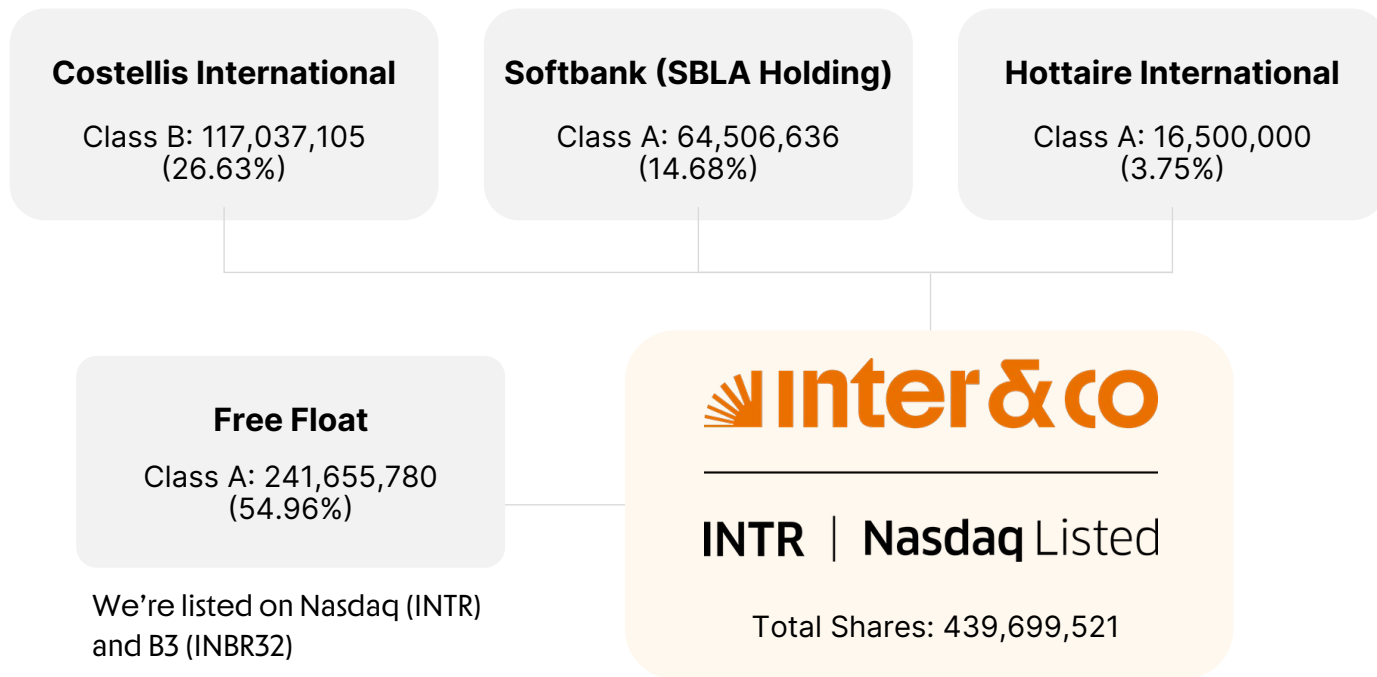 Costellis International
Class B: 117,037,105
(26.63%)
Softbank (SBLA Holding)
Class A: 64,506,636
(14.68%)
Hottaire International
Class A: 16,500,000
(3.75%)
Free Float
Class A: 241,655,780
(54.96%)
We’re listed on Nasdaq (INTR)
and B3 (INBR32)
inter&co
INTR | Nasdaq Listed
Total Shares: 439,699,521